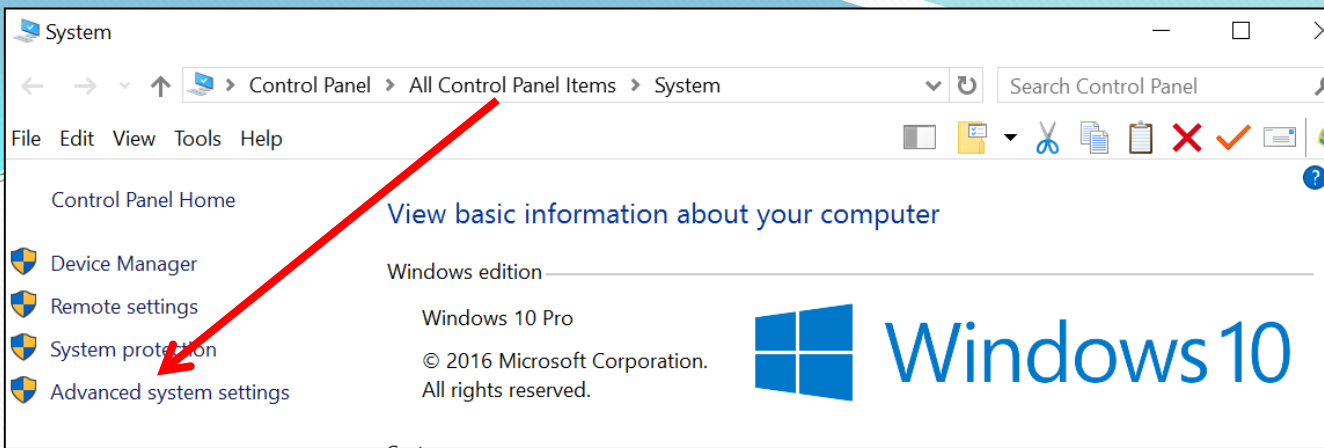 System
Control Panel > All Control Panel Items > System
Search Control Panel
File Edit View Tools Help
Control Panel Home
Device Manager
Remote settings
System protection
Advanced system settings
View basic information about your computer
Windows edition
Windows 10 Pro
© 2016 Microsoft Corporation.
All rights reserved.
Windows 10